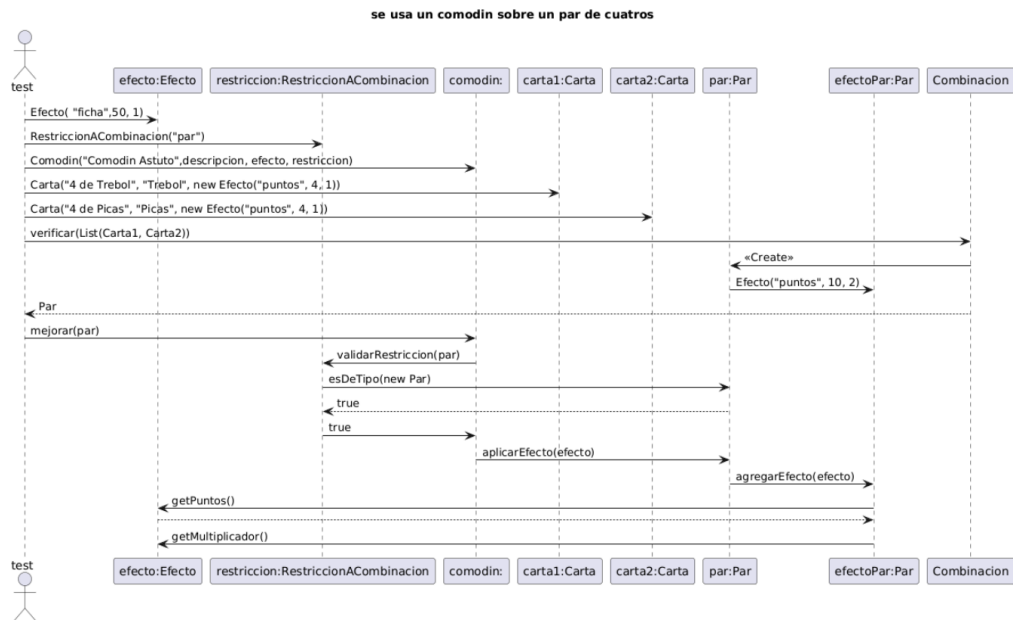 se usa un comodin sobre un par de cuatros
test
efecto:Efecto
restriccion:RestriccionACombinacion
comodin:
carta1:Carta
carta2:Carta
par:Par
efectoPar:Par
Combinacion
Efecto( "ficha",50, 1)
RestriccionACombinacion("par")
Comodin("Comodin Astuto",descripcion, efecto, restriccion)
Carta("4 de Trebol", "Trebol", new Efecto("puntos", 4, 1))
Carta("4 de Picas", "Picas", new Efecto("puntos", 4, 1))
verificar(List(Carta1, Carta2))
«Create»
Efecto("puntos", 10, 2)
Par
mejorar(par)
validarRestriccion(par)
esDeTipo(new Par)
true
true
aplicarEfecto(efecto)
agregarEfecto(efecto)
getPuntos()
getMultiplicador()
test
efecto:Efecto
restriccion:RestriccionACombinacion
comodin:
carta1:Carta
carta2:Carta
par:Par
efectoPar:Par
Combinacion